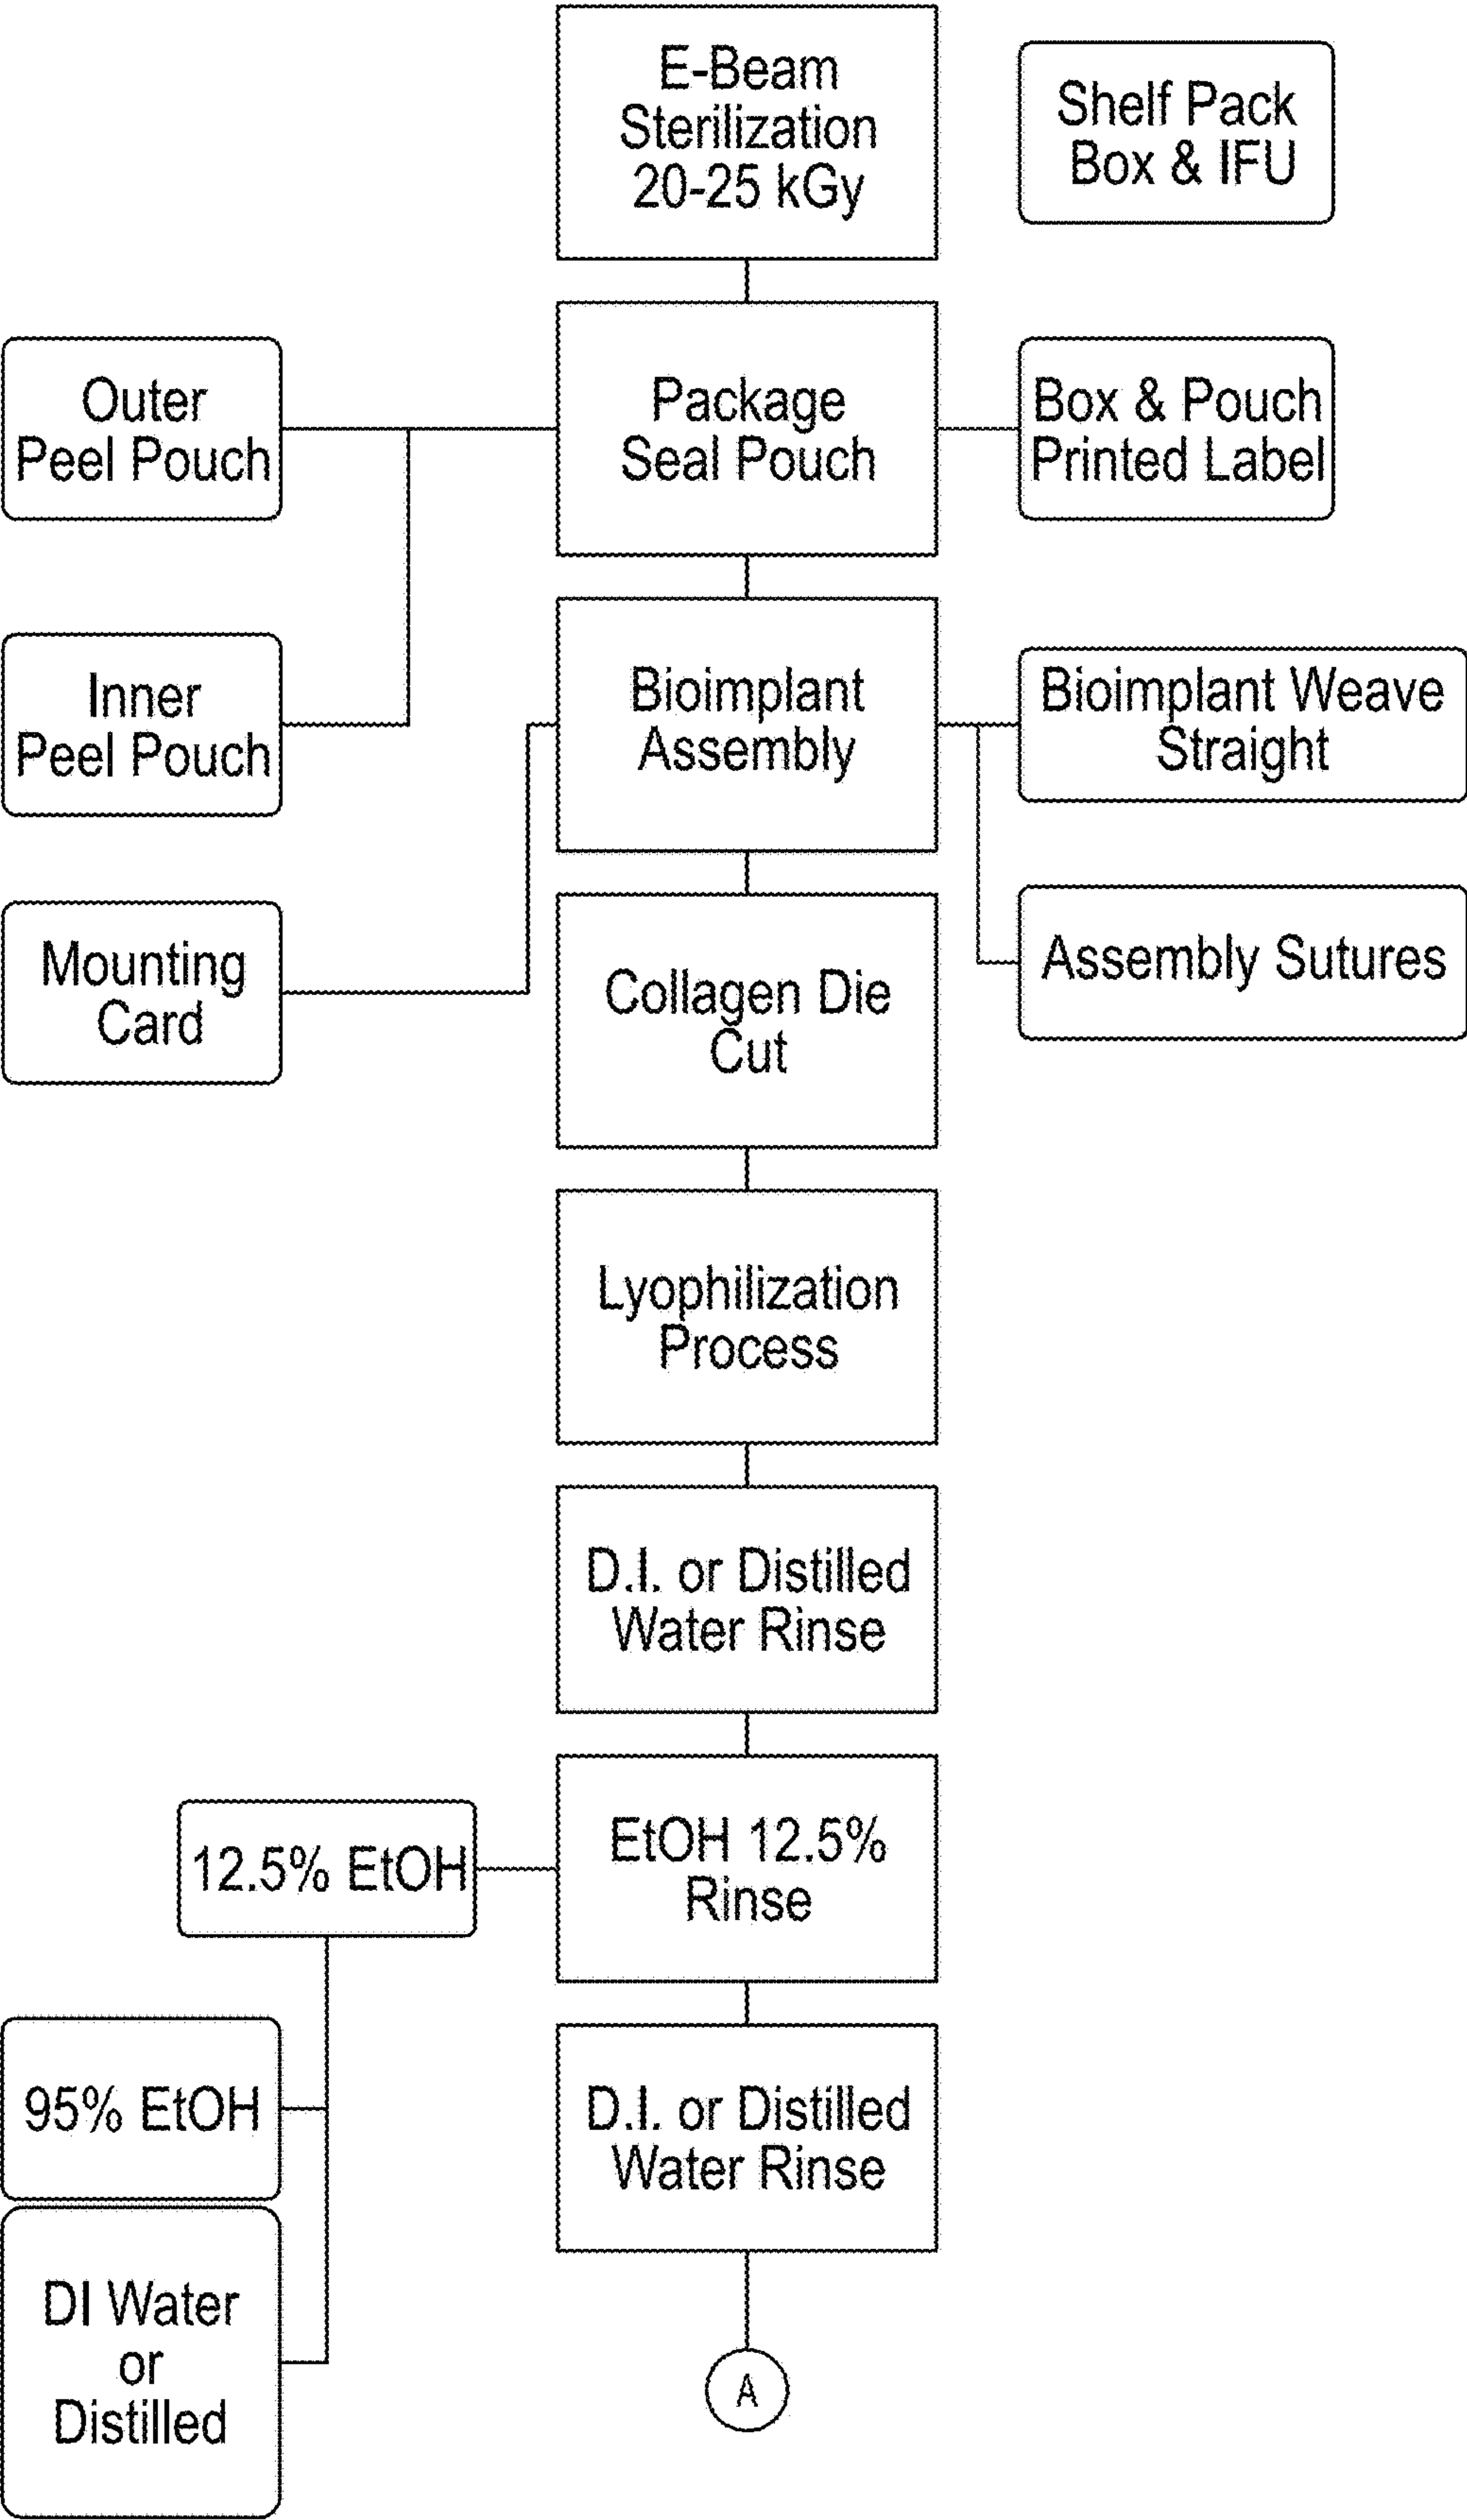 E-Beam
Sterilization
20-25 kGy
Shelf Pack
Box & IFU
Outer
Peel Pouch
Package
Seal Pouch
Box & Pouch
Printed Label
Inner
Peel Pouch
Bioimplant
Assembly
Bioimplant Weave
Straight
Mounting
Card
Collagen Die
Cut
Assembly Sutures
Lyophilization
Process
D.I. or Distilled
Water Rinse
12.5% EtOH
EtOH 12.5%
Rinse
95% EtOH
D.I. or Distilled
Water Rinse
DI Water
or
Distilled
A